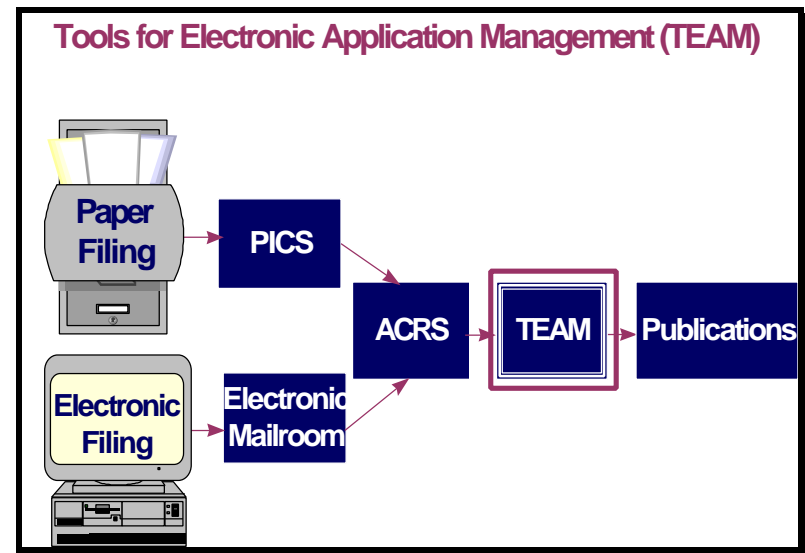 Tools for Electronic Application Management (TEAM)
Paper
Filing
PICS
ACRS
TEAM
Publications
Electronic
Filing
Electronic
Mailroom